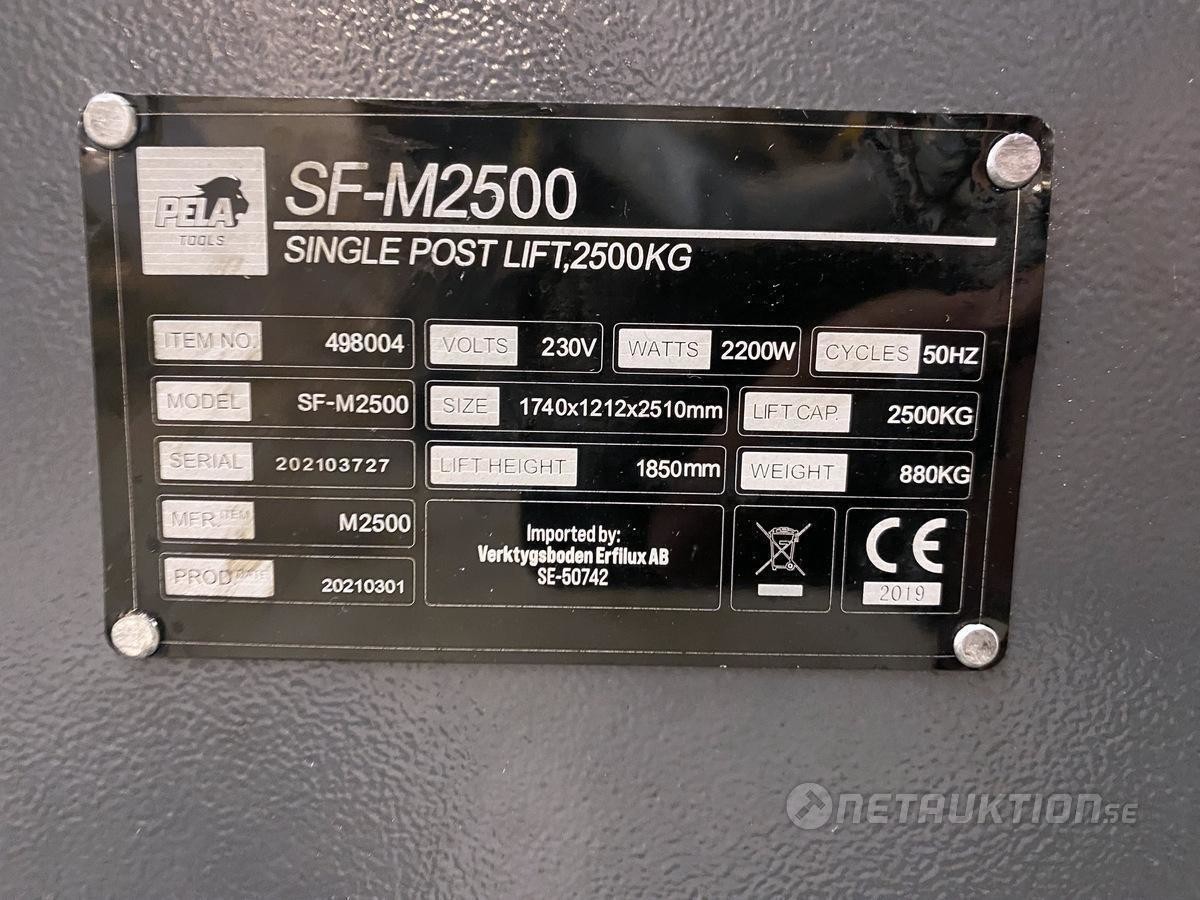 PELA
TOOLS
SF-M2500
SINGLE POST LIFT,2500KG
ITEM NO. 498004
VOLTS 230V
WATTS 2200W
CYCLES 50HZ
MODEL SF-M2500
SIZE 1740x1212x2510mm
LIFT CAP. 2500KG
SERIAL 202103727
LIFT HEIGHT 1850mm
WEIGHT 880KG
MFR. ITEM M2500
PROD DATE 20210301
Imported by:
Verktygsboden Erfilux AB
SE-50742
CE
2019
NETAUKTION.SE